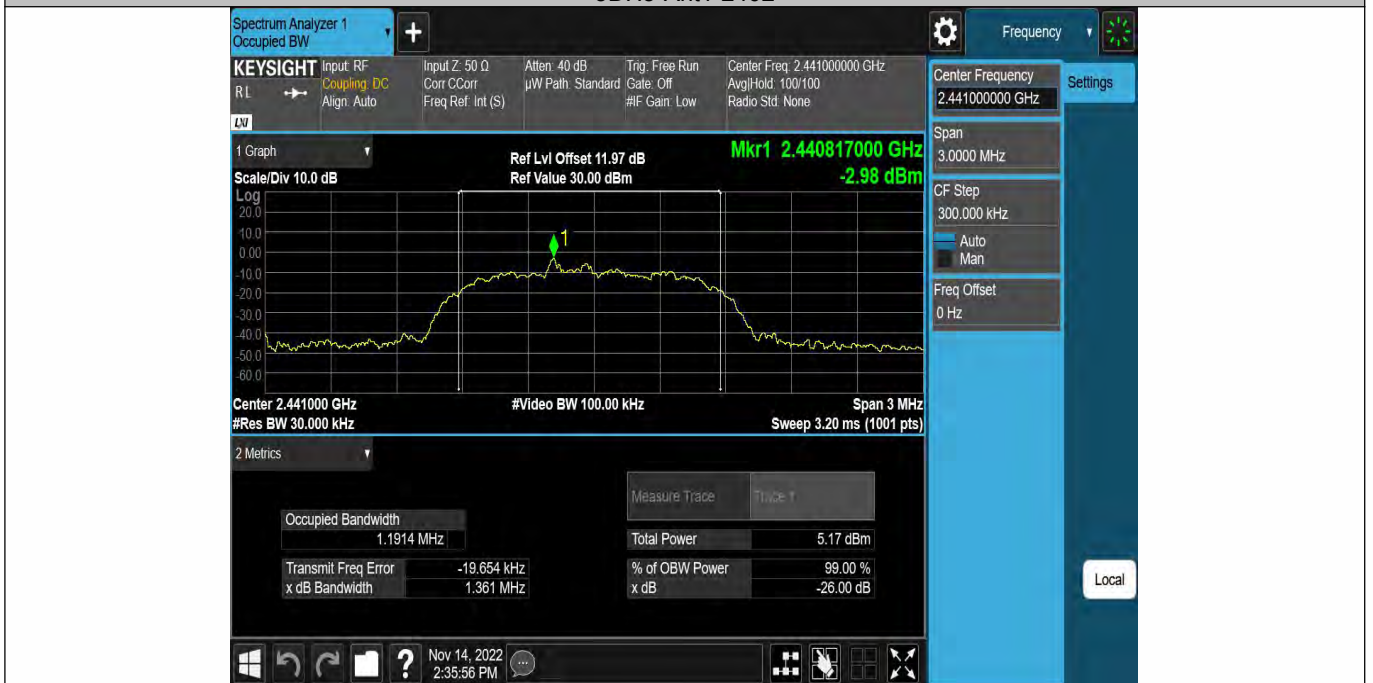 Spectrum Analyzer 1
Occupied BW
+
Frequency
KEYSIGHT
RL
LXI
Input: RF
Coupling: DC
Align: Auto
Input Z: 50 Ω
Corr CCorr
Freq Ref: Int (S)
Atten: 40 dB
µW Path: Standard
Trig: Free Run
Gate: Off
#IF Gain: Low
Center Freq: 2.441000000 GHz
Avg|Hold: 100/100
Radio Std: None
Center Frequency
2.441000000 GHz
Settings
Span
3.0000 MHz
CF Step
300.000 kHz
Auto
Man
Freq Offset
0 Hz
Local
1 Graph
Scale/Div 10.0 dB
Ref Lvl Offset 11.97 dB
Ref Value 30.00 dBm
Mkr1 2.440817000 GHz
-2.98 dBm
Log
20.0
10.0
0.00
-10.0
-20.0
-30.0
-40.0
-50.0
-60.0
1
Center 2.441000 GHz
#Res BW 30.000 kHz
#Video BW 100.00 kHz
Span 3 MHz
Sweep 3.20 ms (1001 pts)
2 Metrics
Measure Trace
Trace 1
Occupied Bandwidth
1.1914 MHz
Total Power 5.17 dBm
Transmit Freq Error -19.654 kHz
% of OBW Power 99.00 %
x dB Bandwidth 1.361 MHz
x dB -26.00 dB
?
Nov 14, 2022
2:35:56 PM